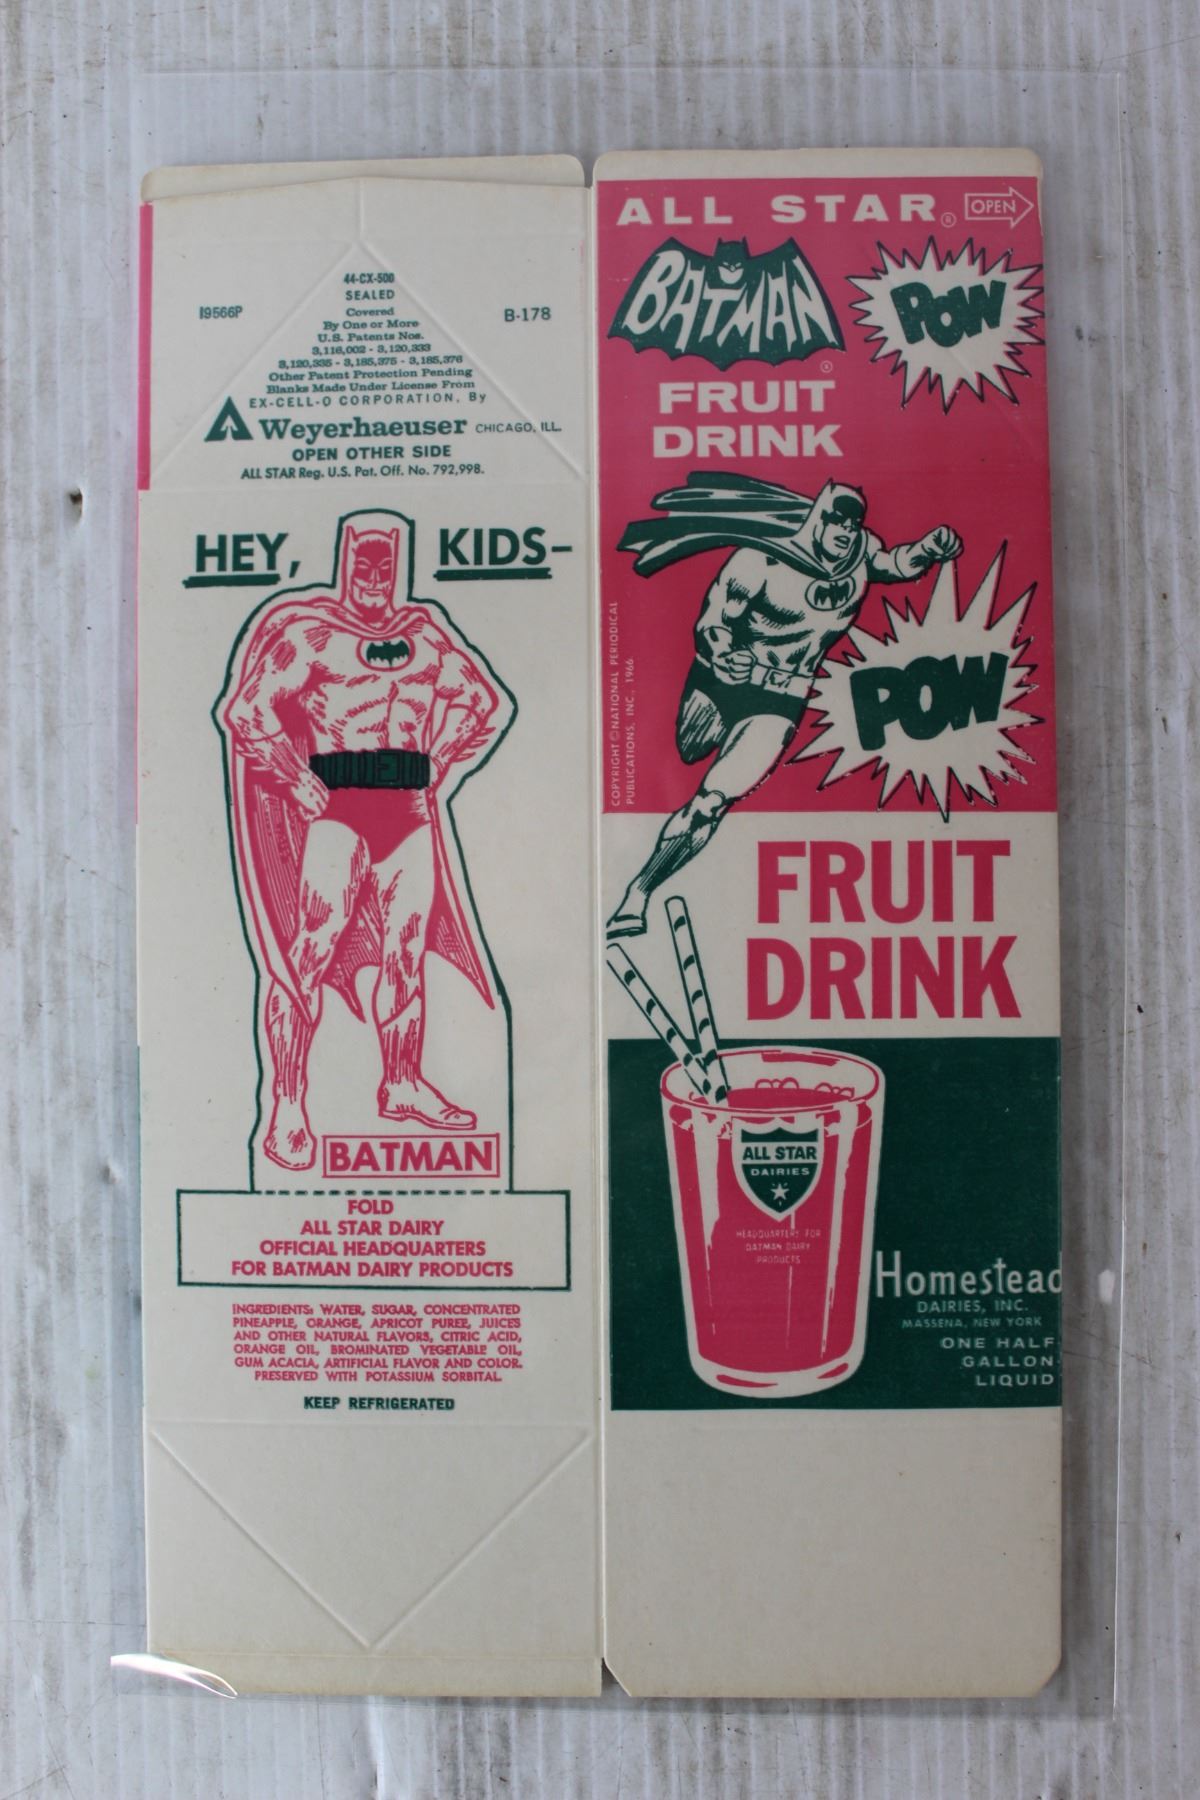 44-CX-500
SEALED
19566P
B-178
Covered
By One or More
U.S. Patents Nos.
3,116,002 - 3,120,333
3,120,335 - 3,185,375 - 3,185,376
Other Patent Protection Pending
Blanks Made Under License From
EX-CELL-O CORPORATION, By
Weyerhaeuser CHICAGO, ILL.
OPEN OTHER SIDE
ALL STAR Reg. U.S. Pat. Off. No. 792,998.
HEY, KIDS-
BATMAN
FOLD
ALL STAR DAIRY
OFFICIAL HEADQUARTERS
FOR BATMAN DAIRY PRODUCTS
INGREDIENTS: WATER, SUGAR, CONCENTRATED
PINEAPPLE, ORANGE, APRICOT PUREE, JUICES
AND OTHER NATURAL FLAVORS, CITRIC ACID,
ORANGE OIL, BROMINATED VEGETABLE OIL,
GUM ACACIA, ARTIFICIAL FLAVOR AND COLOR.
PRESERVED WITH POTASSIUM SORBITAL.
KEEP REFRIGERATED
ALL STAR® OPEN
BATMAN®
POW
FRUIT
DRINK
POW
COPYRIGHT © NATIONAL PERIODICAL
PUBLICATIONS, INC., 1966
FRUIT
DRINK
ALL STAR
DAIRIES
HEADQUARTERS FOR
BATMAN DAIRY
PRODUCTS
Homestead
DAIRIES, INC.
MASSENA, NEW YORK
ONE HALF
GALLON
LIQUID